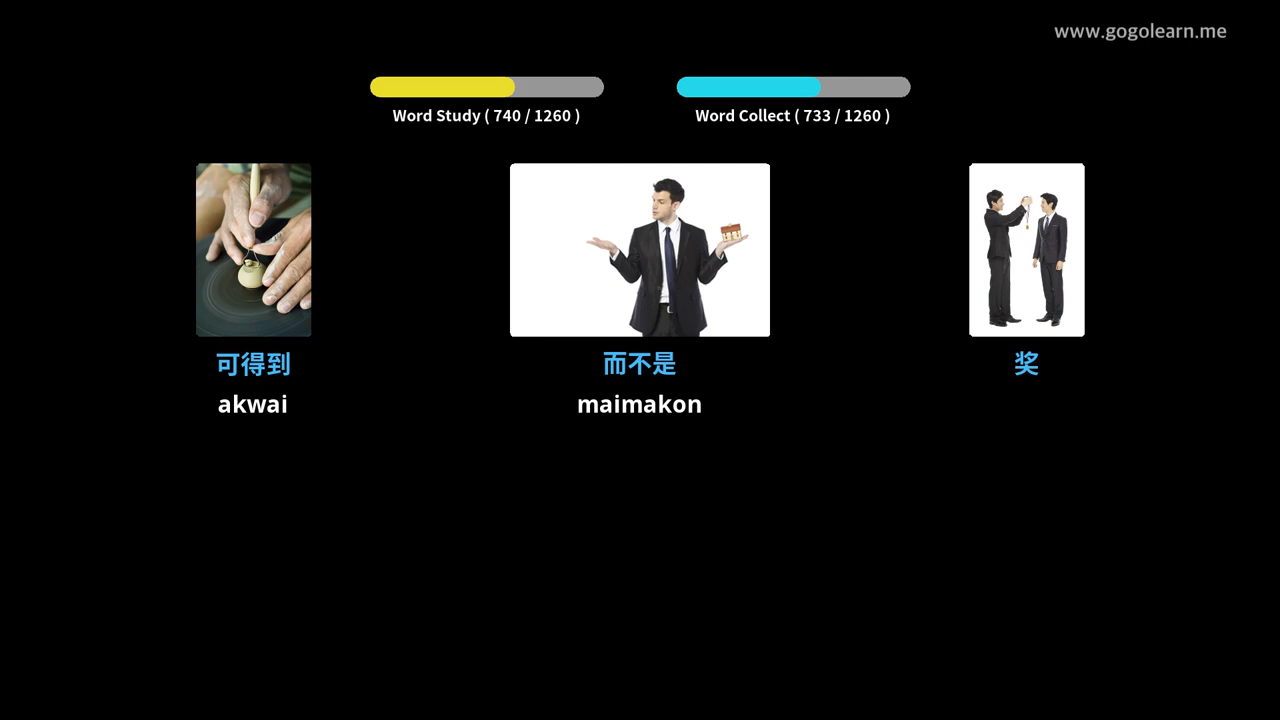 www.gogolearn.me
Word Study ( 740 / 1260 )
Word Collect ( 733 / 1260 )
可得到
而不是
奖
akwai
maimakon